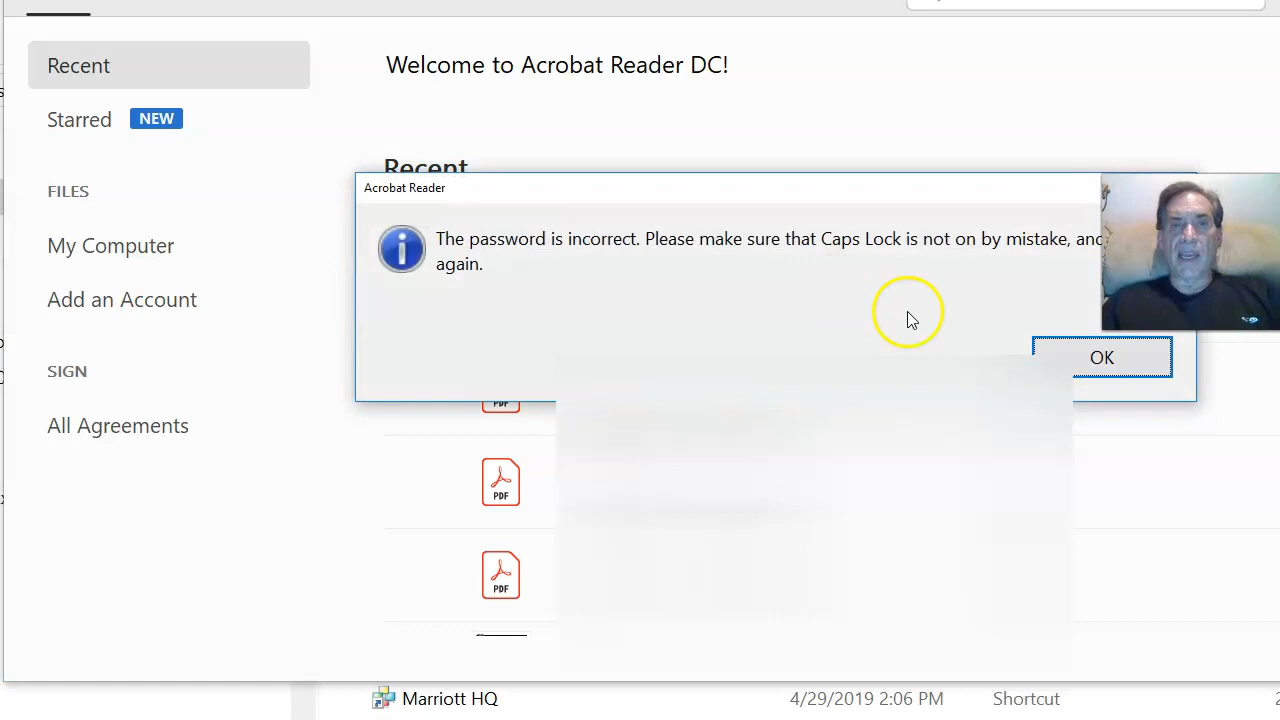 Recent
Welcome to Acrobat Reader DC!
Starred NEW
Recent
FILES
Acrobat Reader
The password is incorrect. Please make sure that Caps Lock is not on by mistake, and
again.
My Computer
Add an Account
OK
SIGN
PDF
All Agreements
PDF
PDF
Marriott HQ 4/29/2019 2:06 PM Shortcut